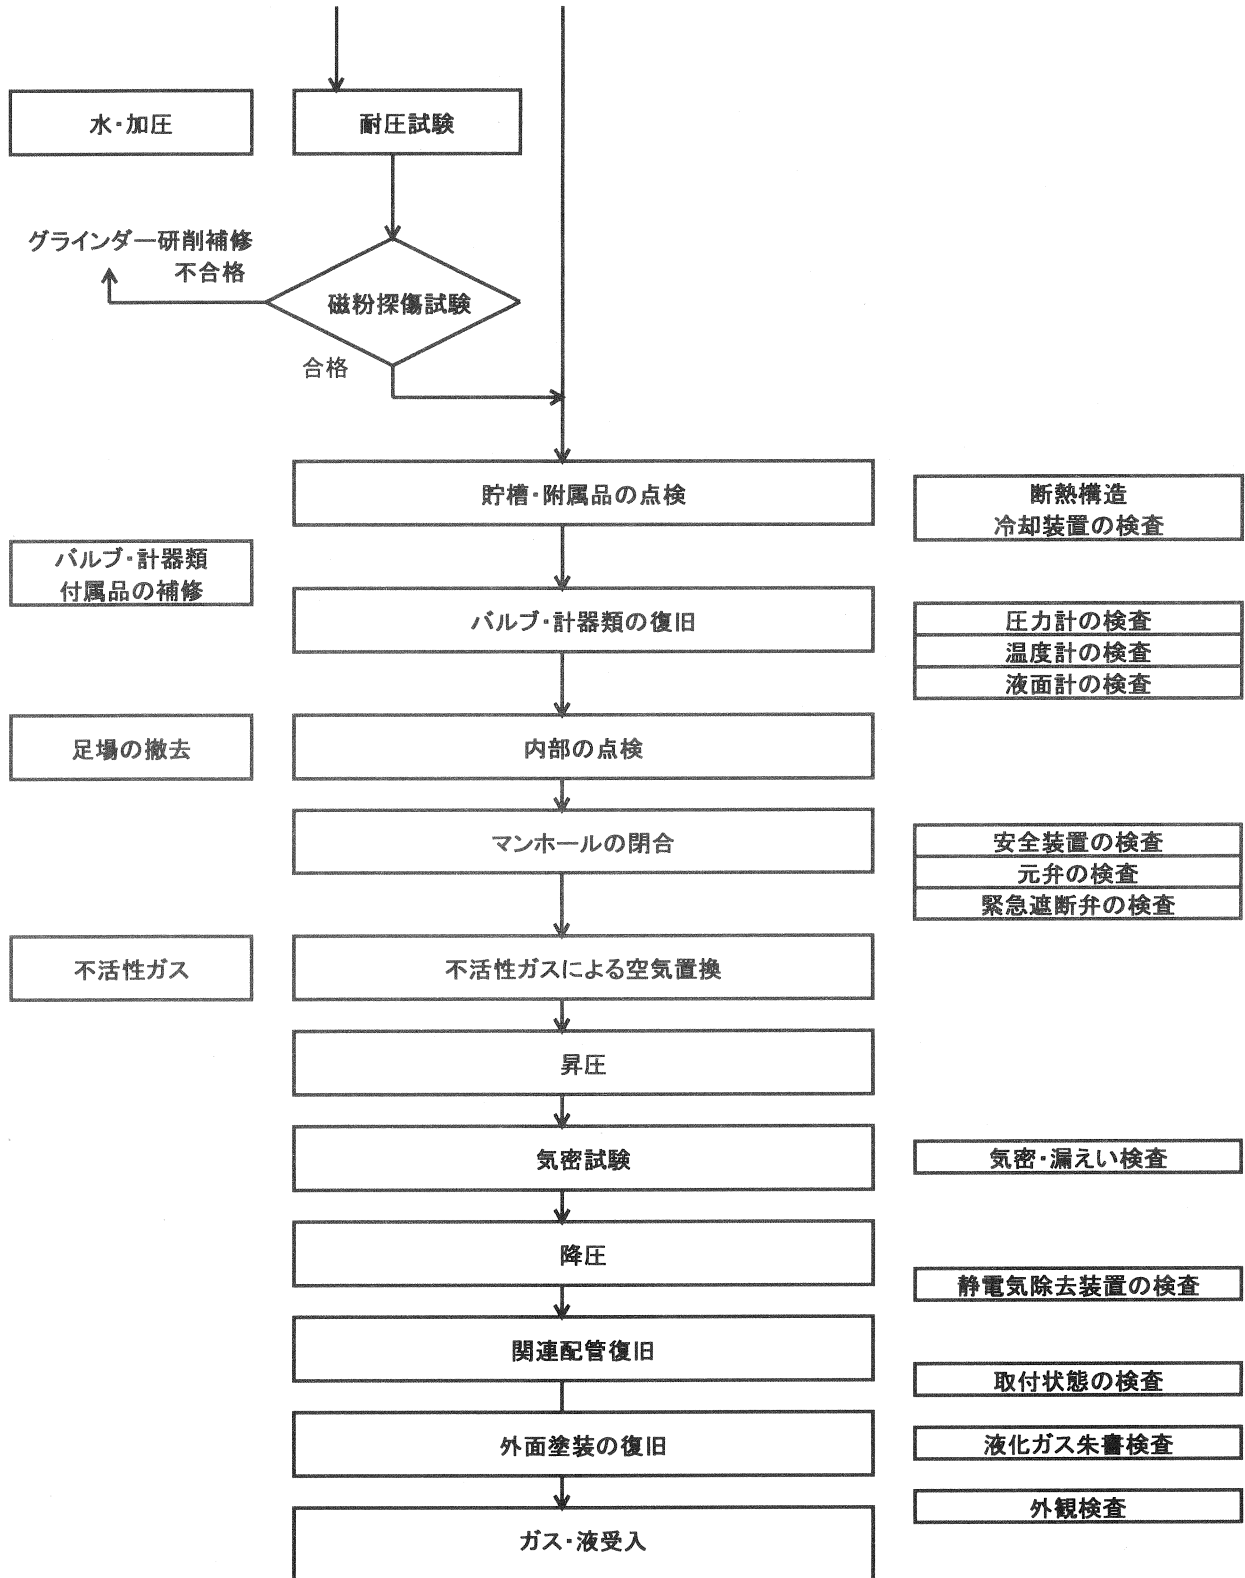 水・加圧
耐圧試験
グラインダー研削補修
不合格
磁粉探傷試験
合格
貯槽・附属品の点検
断熱構造
冷却装置の検査
バルブ・計器類
付属品の補修
バルブ・計器類の復旧
圧力計の検査
温度計の検査
液面計の検査
足場の撤去
内部の点検
マンホールの閉合
安全装置の検査
元弁の検査
緊急遮断弁の検査
不活性ガス
不活性ガスによる空気置換
昇圧
気密試験
気密・漏えい検査
降圧
静電気除去装置の検査
関連配管復旧
取付状態の検査
外面塗装の復旧
液化ガス朱書検査
外観検査
ガス・液受入